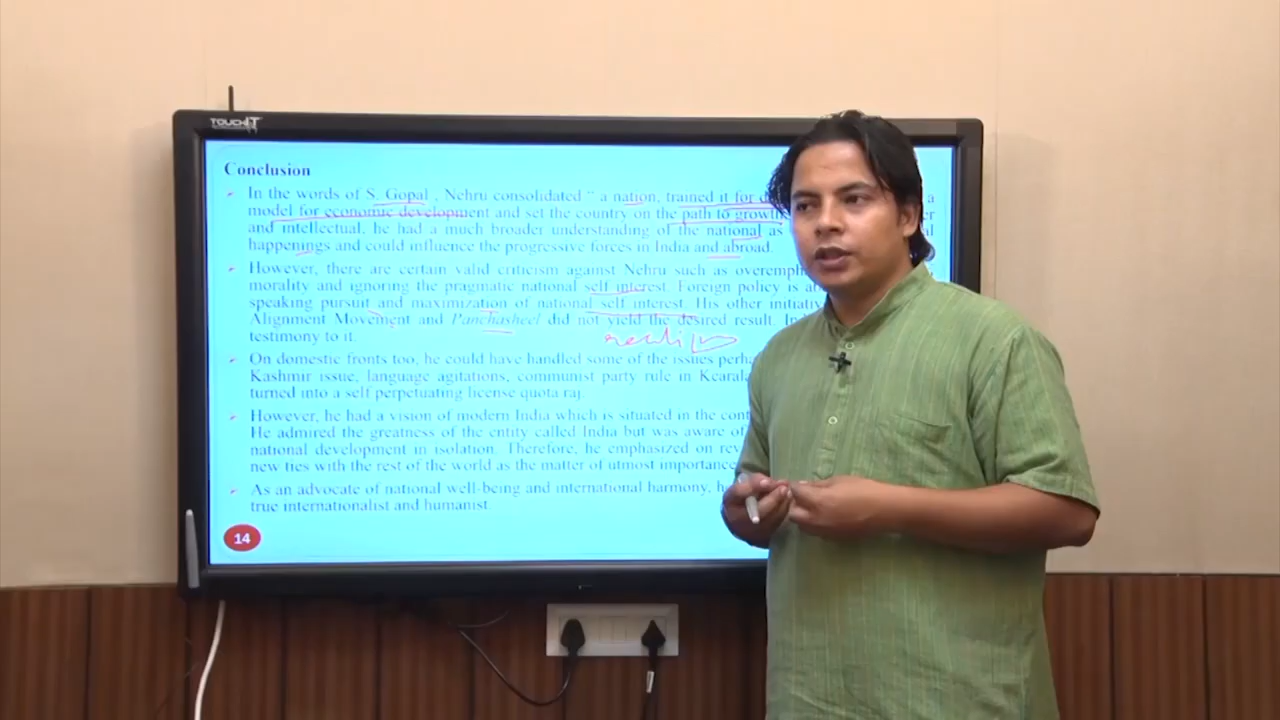 TOUCHIT
Conclusion
In the words of S. Gopal , Nehru consolidated " a nation, trained it for a
model for economic development and set the country on the path to growth
and intellectual, he had a much broader understanding of the national as
happenings and could influence the progressive forces in India and abroad.
However, there are certain valid criticism against Nehru such as
morality and ignoring the pragmatic national self interest. Foreign policy is
speaking pursuit and maximization of national self interest. His other
Alignment Movement and Panchasheel did not yield the desired result.
testimony to it.
On domestic fronts too, he could have handled some of the issues
Kashmir issue, language agitations, communist party rule in Kearala
turned into a self perpetuating license quota raj.
However, he had a vision of modern India which is situated in the
He admired the greatness of the entity called India but was aware of
national development in isolation. Therefore, he emphasized on
new ties with the rest of the world as the matter of utmost importance
As an advocate of national well-being and international harmony,
true internationalist and humanist.
14